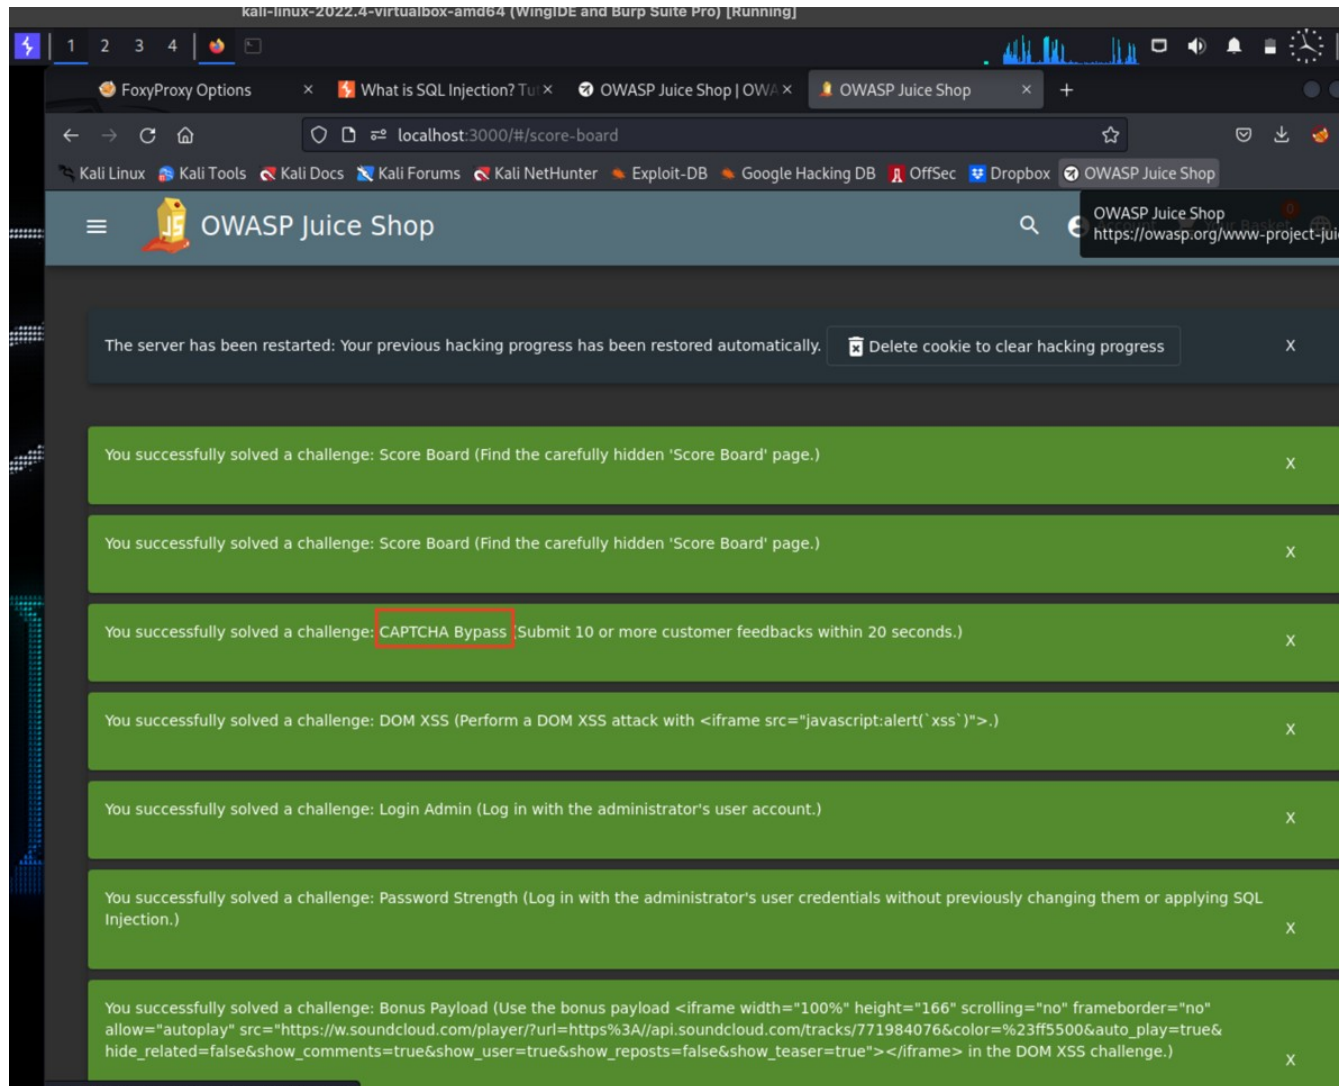 kali-linux-2022.4-virtualbox-amd64 (WingIDE and Burp Suite Pro) [Running]
1 2 3 4
FoxyProxy Options × What is SQL Injection? Tut × OWASP Juice Shop | OWA × OWASP Juice Shop × +
localhost:3000/#/score-board
Kali Linux Kali Tools Kali Docs Kali Forums Kali NetHunter Exploit-DB Google Hacking DB OffSec Dropbox OWASP Juice Shop
OWASP Juice Shop
OWASP Juice Shop
https://owasp.org/www-project-juic
0
The server has been restarted: Your previous hacking progress has been restored automatically. Delete cookie to clear hacking progress X
You successfully solved a challenge: Score Board (Find the carefully hidden 'Score Board' page.) X
You successfully solved a challenge: Score Board (Find the carefully hidden 'Score Board' page.) X
You successfully solved a challenge: CAPTCHA Bypass (Submit 10 or more customer feedbacks within 20 seconds.) X
You successfully solved a challenge: DOM XSS (Perform a DOM XSS attack with <iframe src="javascript:alert(`xss`)">.) X
You successfully solved a challenge: Login Admin (Log in with the administrator's user account.) X
You successfully solved a challenge: Password Strength (Log in with the administrator's user credentials without previously changing them or applying SQL
Injection.) X
You successfully solved a challenge: Bonus Payload (Use the bonus payload <iframe width="100%" height="166" scrolling="no" frameborder="no"
allow="autoplay" src="https://w.soundcloud.com/player/?url=https%3A//api.soundcloud.com/tracks/771984076&color=%23ff5500&auto_play=true&
hide_related=false&show_comments=true&show_user=true&show_reposts=false&show_teaser=true"></iframe> in the DOM XSS challenge.) X